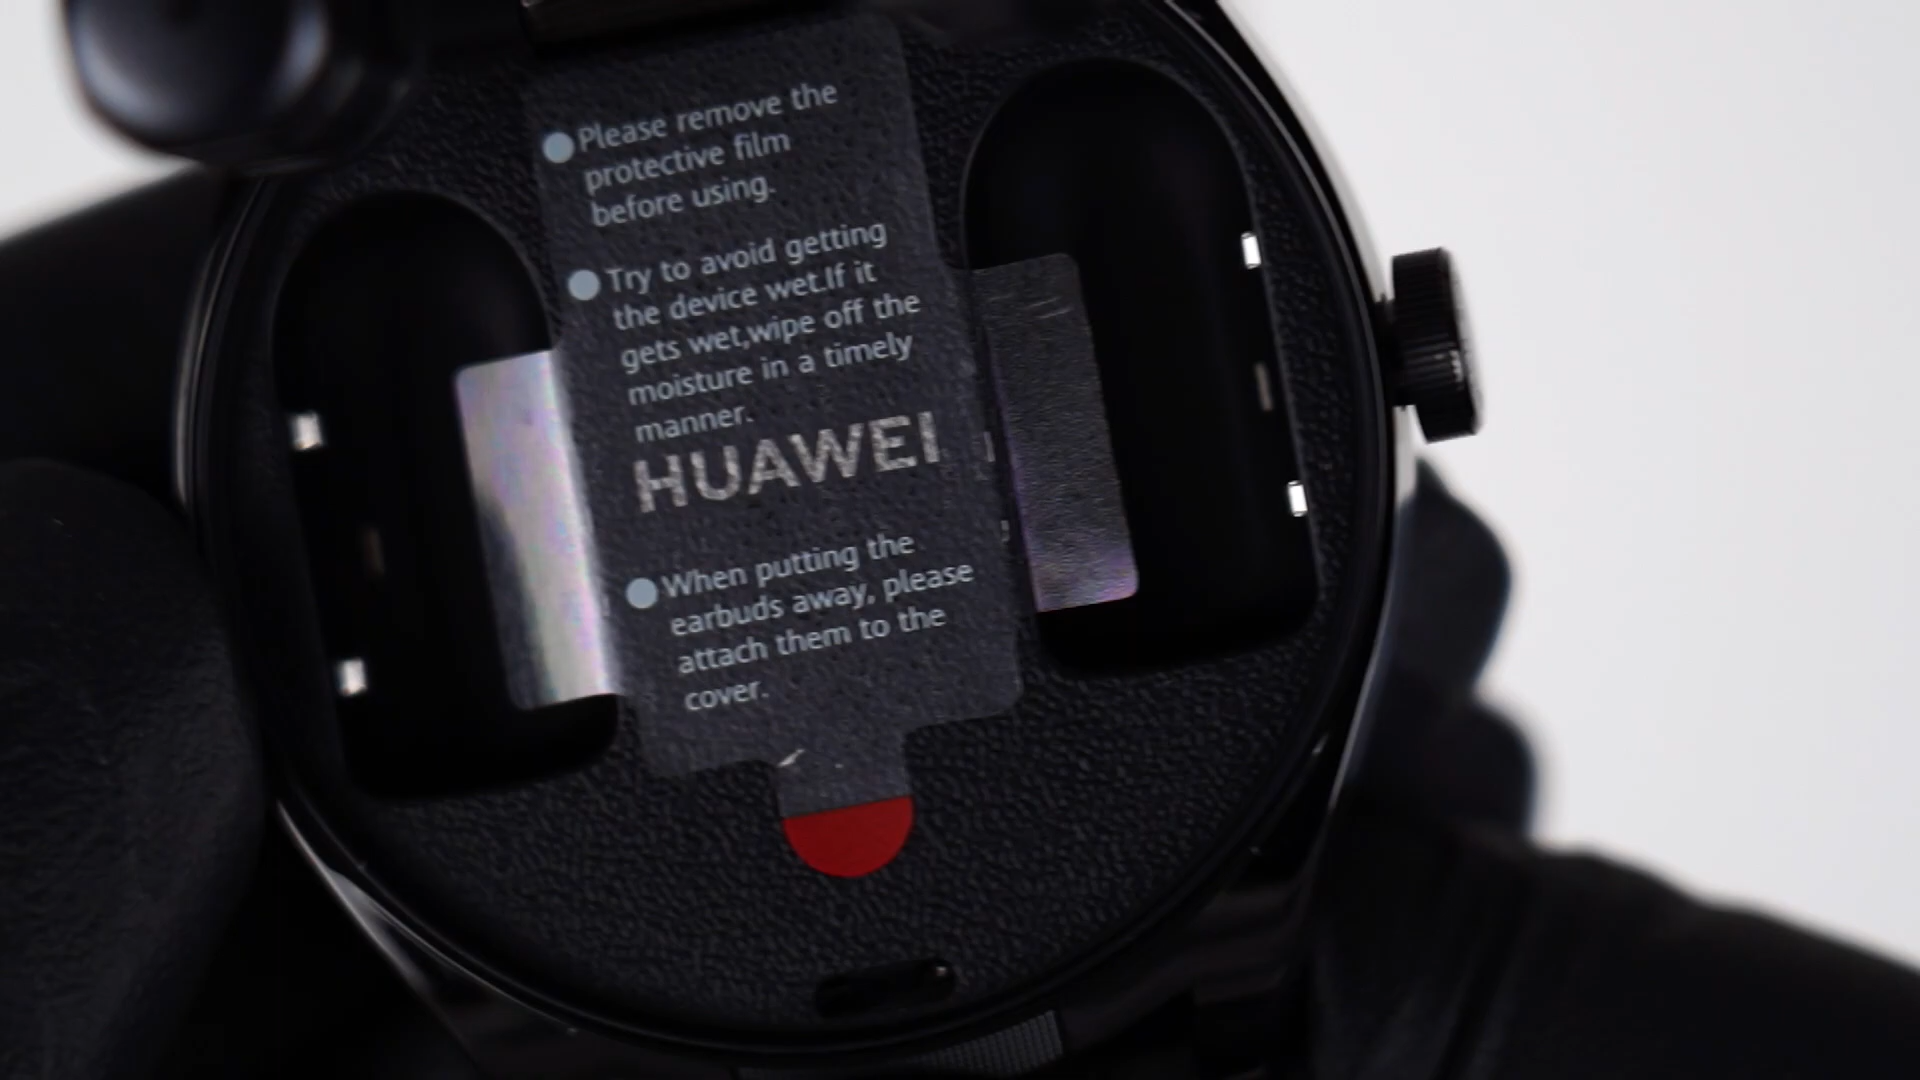 Please remove the
protective film
before using.
Try to avoid getting
the device wet.If it
gets wet,wipe off the
moisture in a timely
manner.
HUAWEI
When putting the
earbuds away, please
attach them to the
cover.